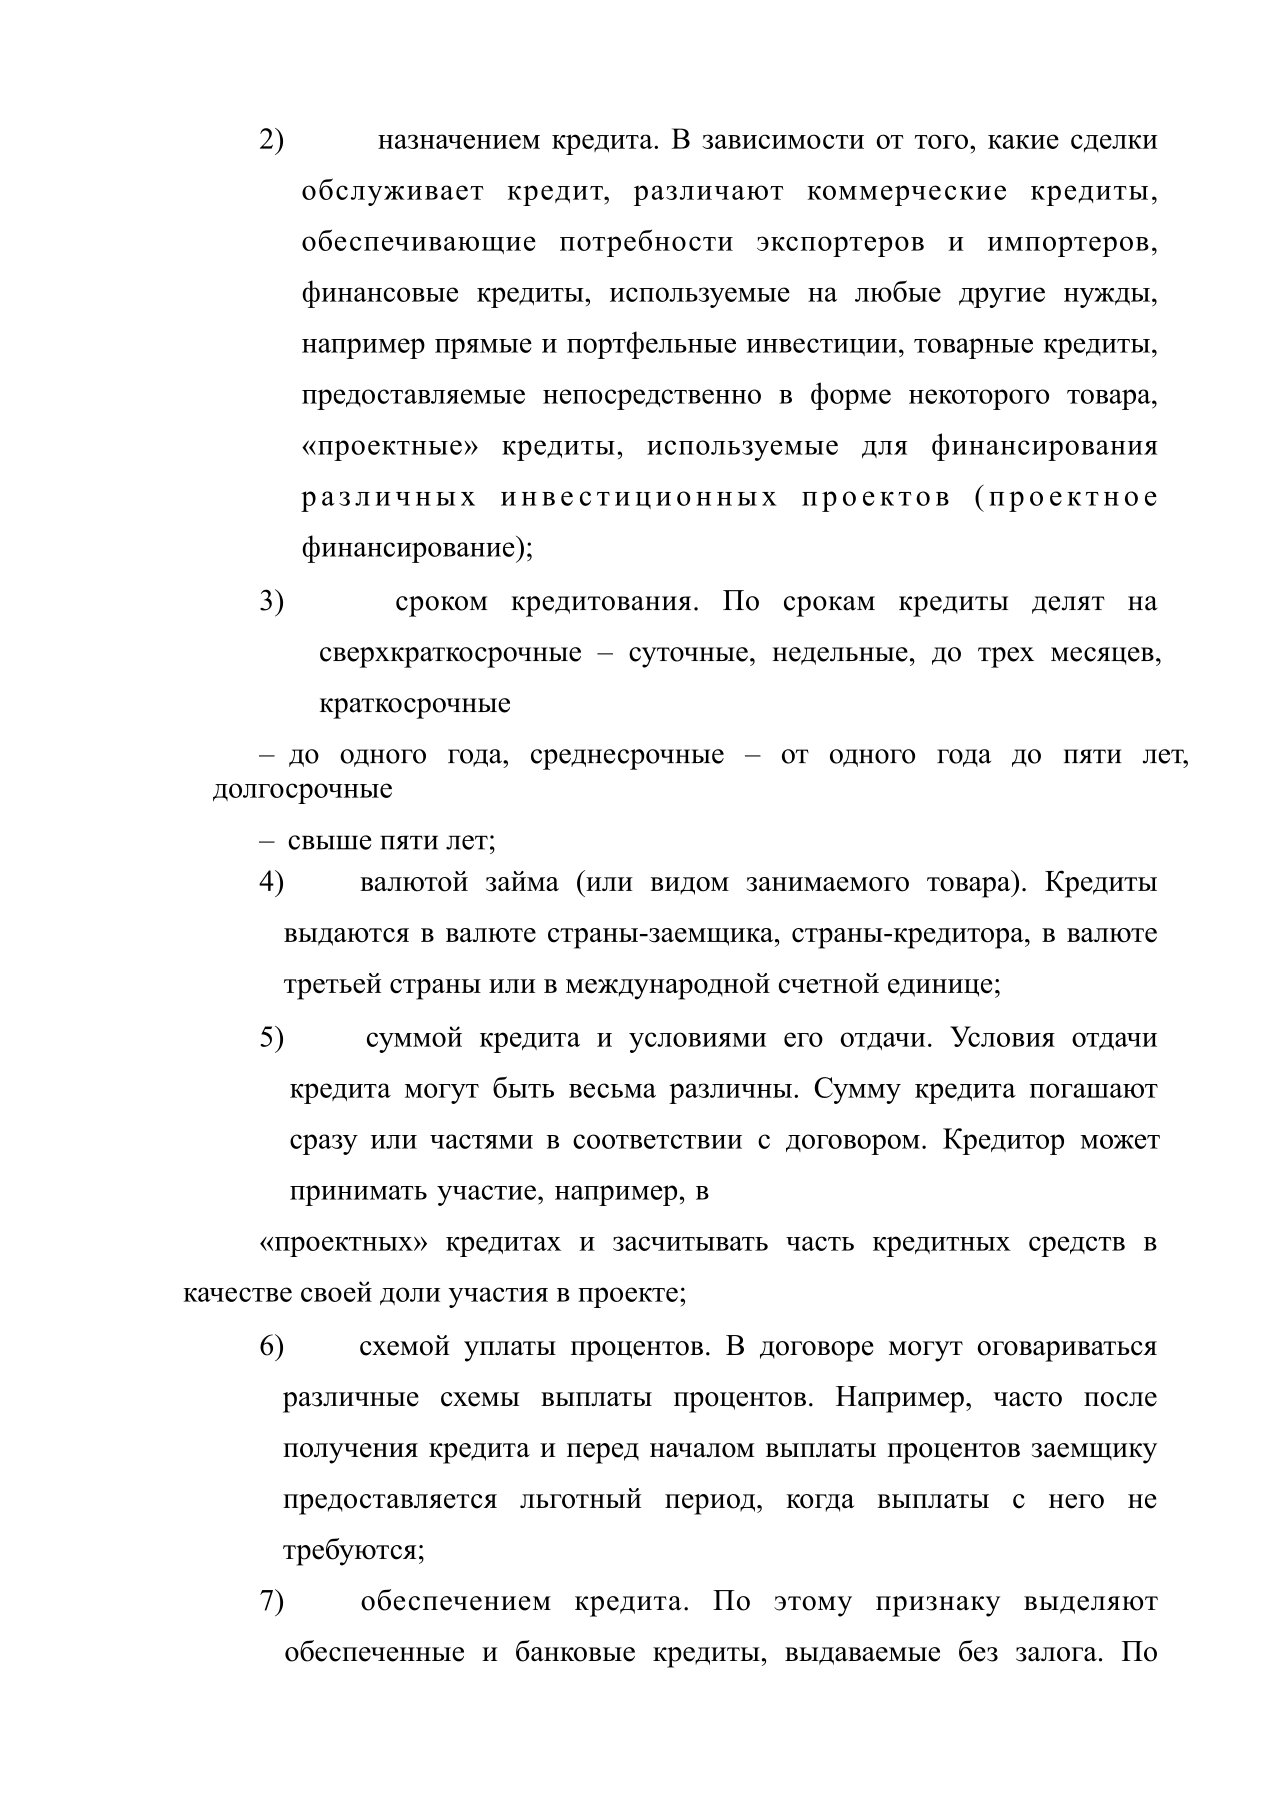 2) назначением кредита. В зависимости от того, какие сделки
обслуживает кредит, различают коммерческие кредиты,
обеспечивающие потребности экспортеров и импортеров,
финансовые кредиты, используемые на любые другие нужды,
например прямые и портфельные инвестиции, товарные кредиты,
предоставляемые непосредственно в форме некоторого товара,
«проектные» кредиты, используемые для финансирования
различных инвестиционных проектов (проектное
финансирование);
3) сроком кредитования. По срокам кредиты делят на
сверхкраткосрочные – суточные, недельные, до трех месяцев,
краткосрочные
– до одного года, среднесрочные – от одного года до пяти лет,
долгосрочные
– свыше пяти лет;
4) валютой займа (или видом занимаемого товара). Кредиты
выдаются в валюте страны-заемщика, страны-кредитора, в валюте
третьей страны или в международной счетной единице;
5) суммой кредита и условиями его отдачи. Условия отдачи
кредита могут быть весьма различны. Сумму кредита погашают
сразу или частями в соответствии с договором. Кредитор может
принимать участие, например, в
«проектных» кредитах и засчитывать часть кредитных средств в
качестве своей доли участия в проекте;
6) схемой уплаты процентов. В договоре могут оговариваться
различные схемы выплаты процентов. Например, часто после
получения кредита и перед началом выплаты процентов заемщику
предоставляется льготный период, когда выплаты с него не
требуются;
7) обеспечением кредита. По этому признаку выделяют
обеспеченные и банковые кредиты, выдаваемые без залога. По